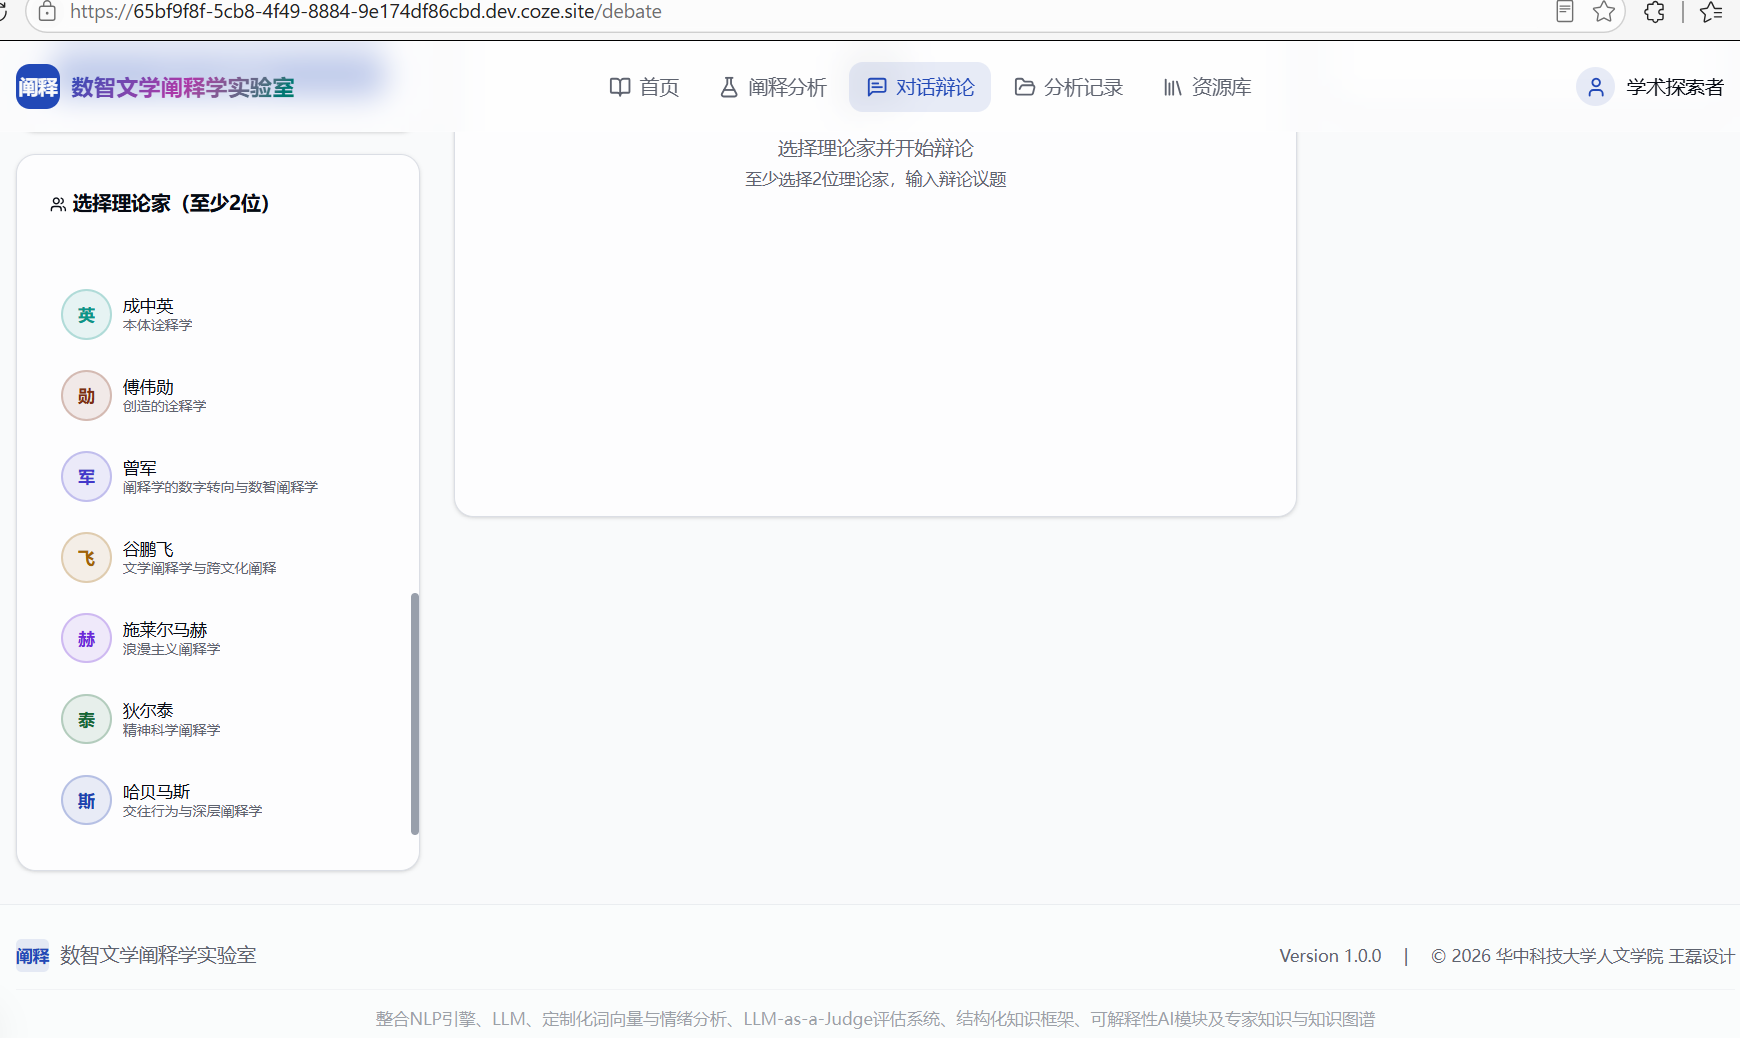 https://65bf9f8f-5cb8-4f49-8884-9e174df86cbd.dev.coze.site/debate
阐释 数智文学阐释学实验室 首页 阐释分析 对话辩论 分析记录 资源库 学术探索者
选择理论家并开始辩论
至少选择2位理论家，输入辩论议题
选择理论家（至少2位）
英 成中英
本体诠释学
勋 傅伟勋
创造的诠释学
军 曾军
阐释学的数字转向与数智阐释学
飞 谷鹏飞
文学阐释学与跨文化阐释
赫 施莱尔马赫
浪漫主义阐释学
泰 狄尔泰
精神科学阐释学
斯 哈贝马斯
交往行为与深层阐释学
阐释 数智文学阐释学实验室 Version 1.0.0 | © 2026 华中科技大学人文学院 王磊设计
整合NLP引擎、LLM、定制化词向量与情绪分析、LLM-as-a-Judge评估系统、结构化知识框架、可解释性AI模块及专家知识与知识图谱